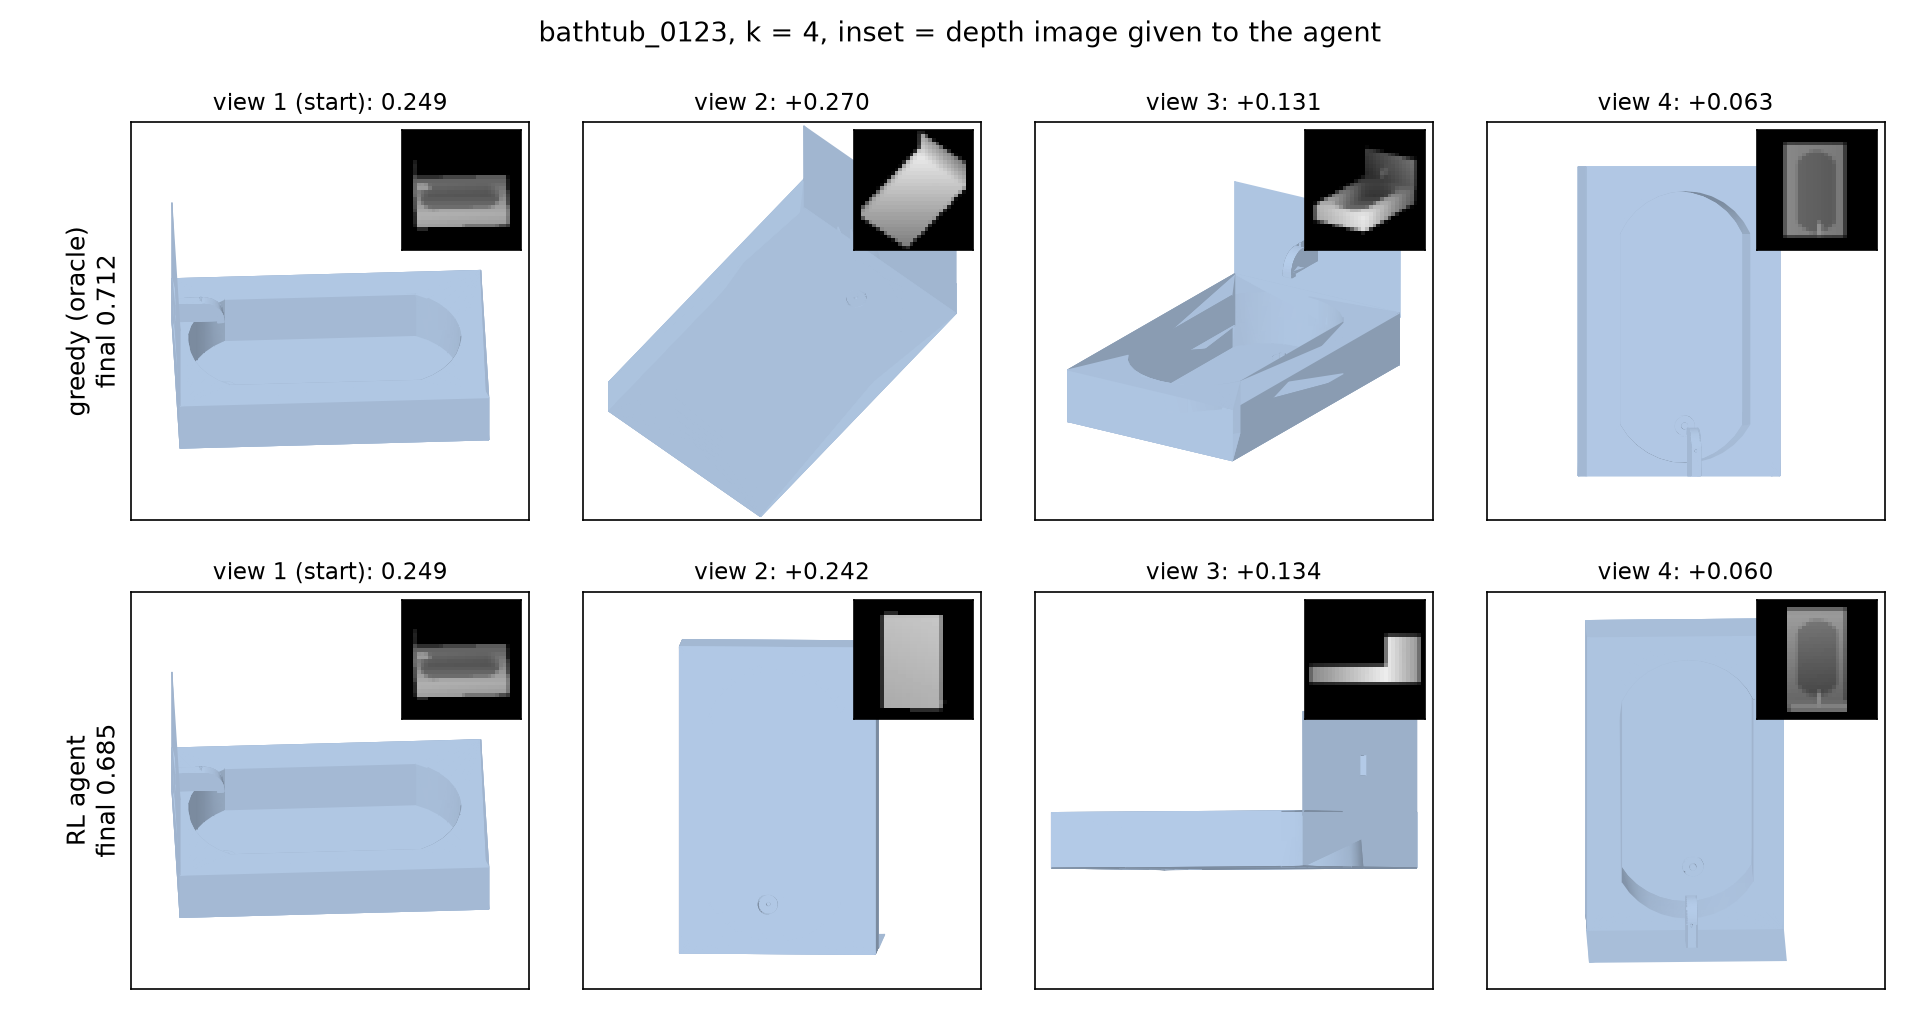 bathtub_0123, k = 4, inset = depth image given to the agent
greedy (oracle)
final 0.712
view 1 (start): 0.249
view 2: +0.270
view 3: +0.131
view 4: +0.063
RL agent
final 0.685
view 1 (start): 0.249
view 2: +0.242
view 3: +0.134
view 4: +0.060